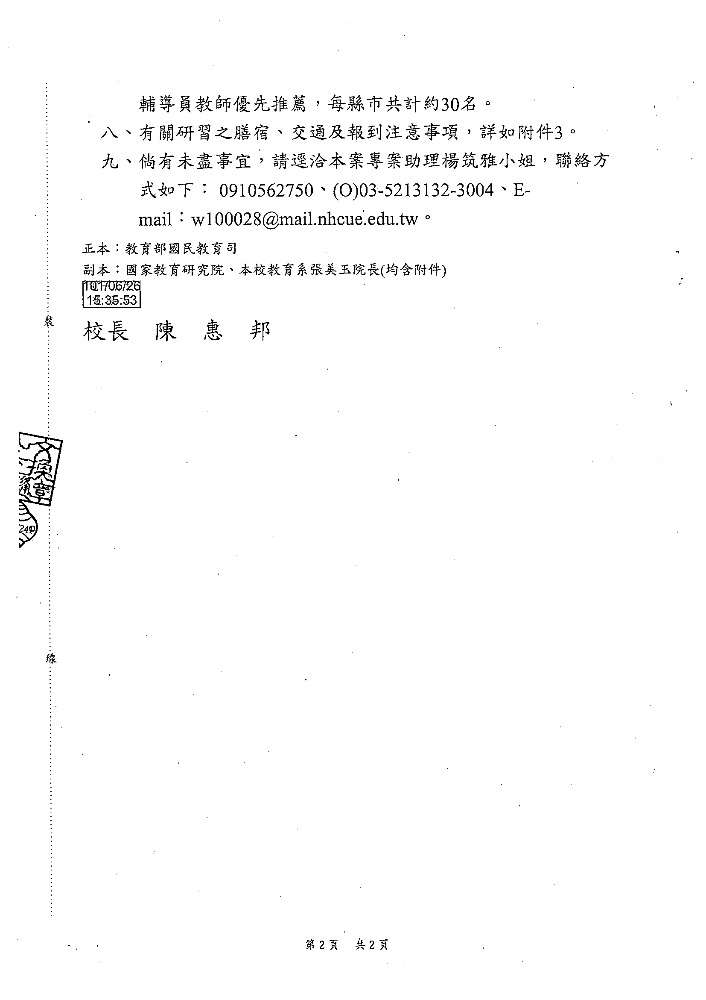 輔導員教師優先推薦，每縣市共計約30名。
八、有關研習之膳宿、交通及報到注意事項，詳如附件3。
九、倘有未盡事宜，請逕洽本案專案助理楊筑雅小姐，聯絡方
式如下： 0910562750、(O)03-5213132-3004、E-
mail：w100028@mail.nhcue.edu.tw。
正本：教育部國民教育司
副本：國家教育研究院、本校教育系張美玉院長(均含附件)
101/06/26
15:35:53
裝
校長 陳 惠 邦
文
換
章
線
第2頁 共2頁